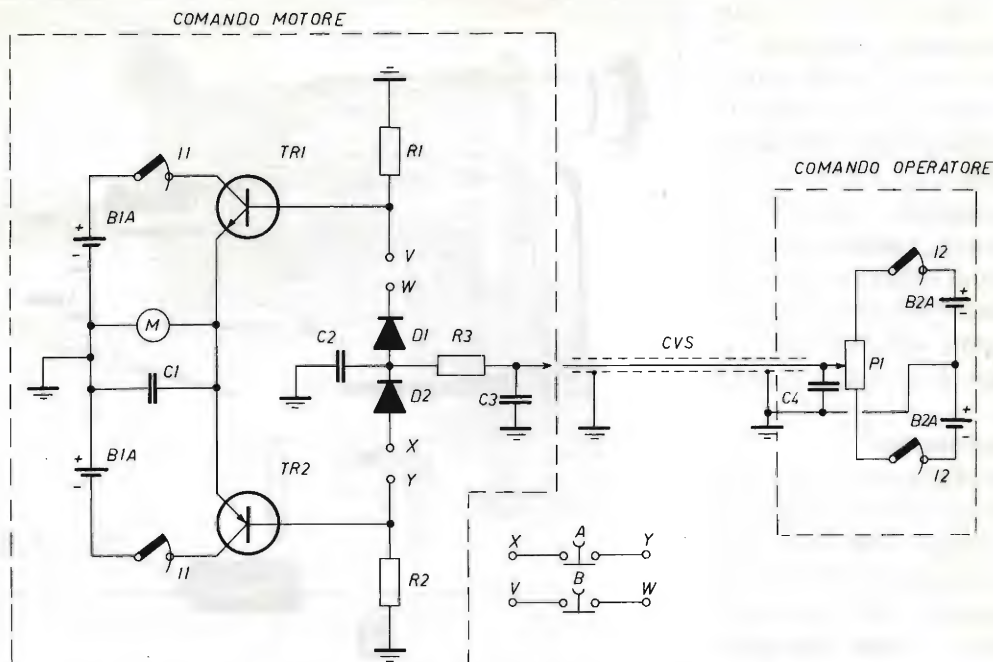 COMANDO MOTORE
I1
TR1
R1
B1A
+
-
V
W
M
C1
C2
D1
R3
D2
C3
CVS
COMANDO OPERATORE
I2
B2A
+
-
P1
C4
B2A
+
-
I2
X
Y
B1A
+
-
TR2
I1
R2
X A Y
V B W